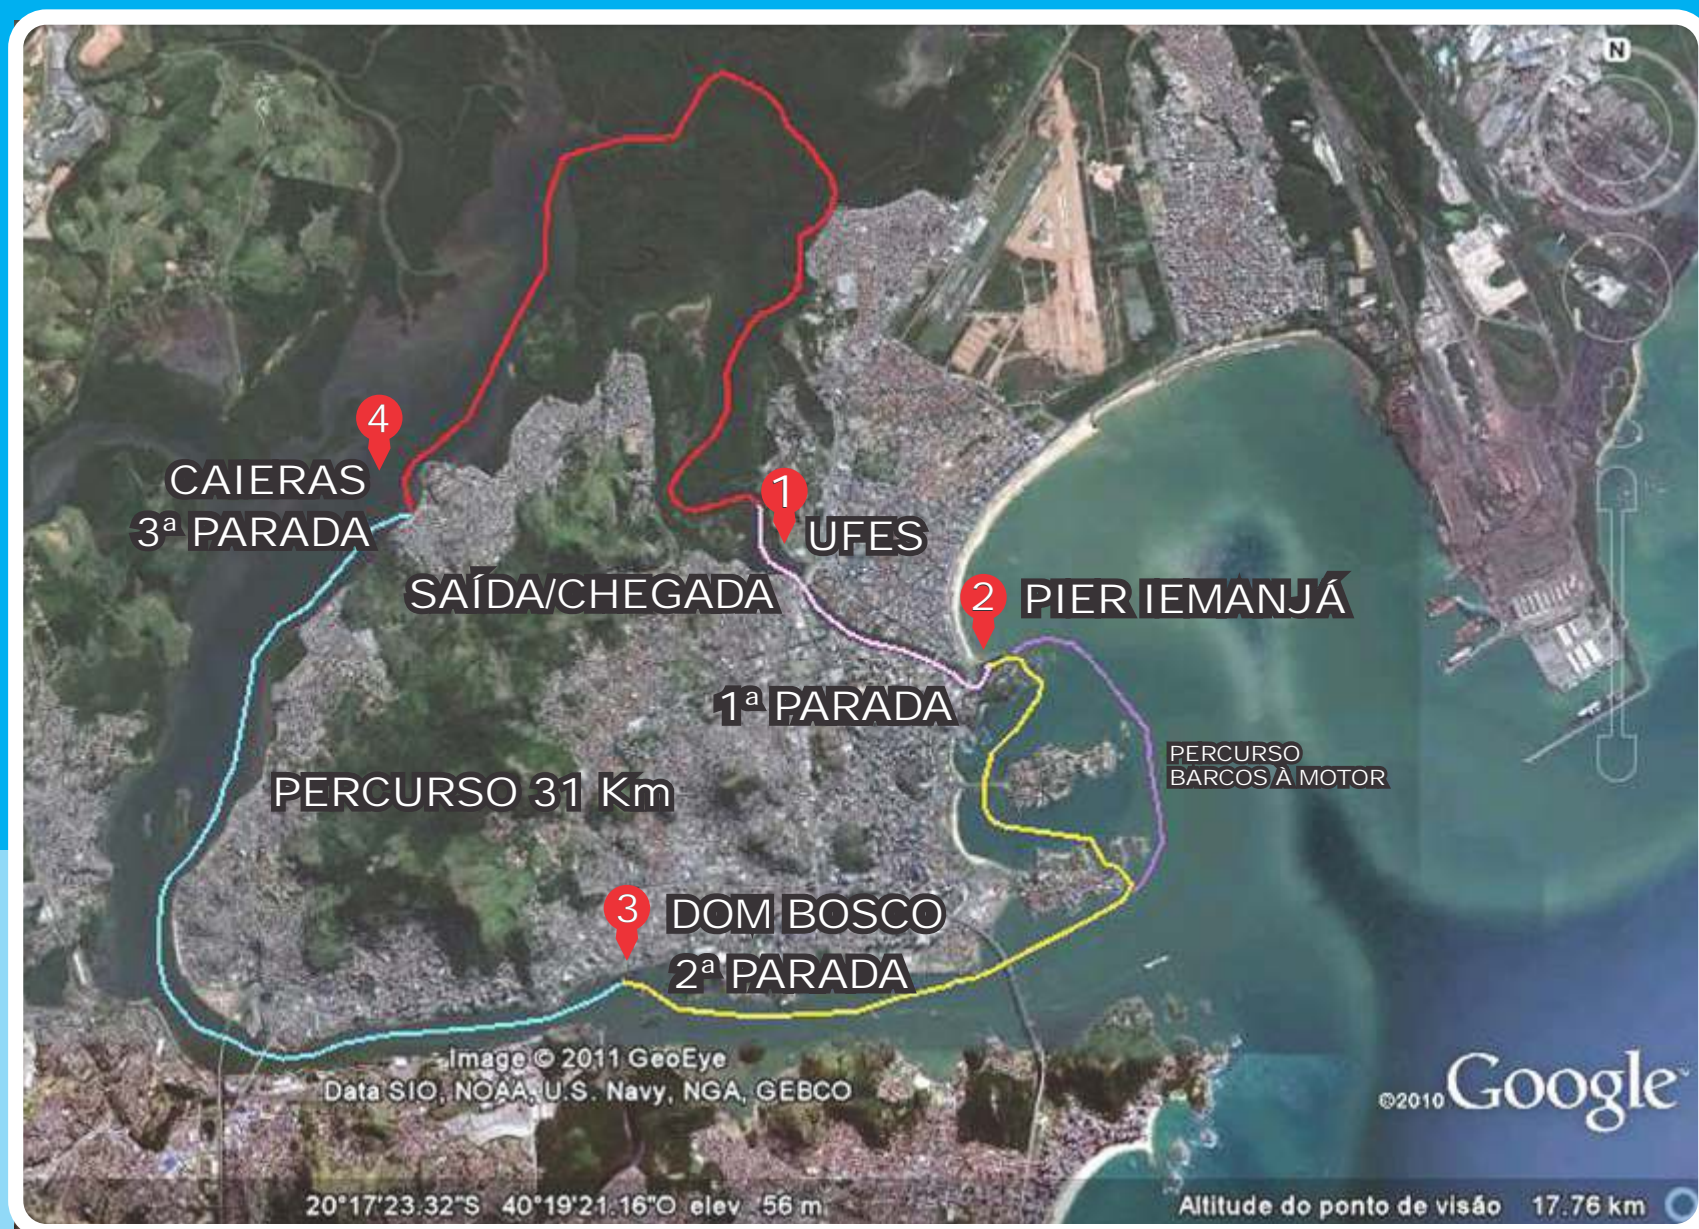 N
4
CAIERAS
3ª PARADA
1
UFES
SAÍDA/CHEGADA
2
PIER IEMANJÁ
1ª PARADA
PERCURSO
BARCOS À MOTOR
PERCURSO 31 Km
3
DOM BOSCO
2ª PARADA
Image © 2011 GeoEye
Data SIO, NOAA, U.S. Navy, NGA, GEBCO
©2010 Google
20°17'23.32"S 40°19'21.16"O elev 56 m
Altitude do ponto de visão 17.76 km